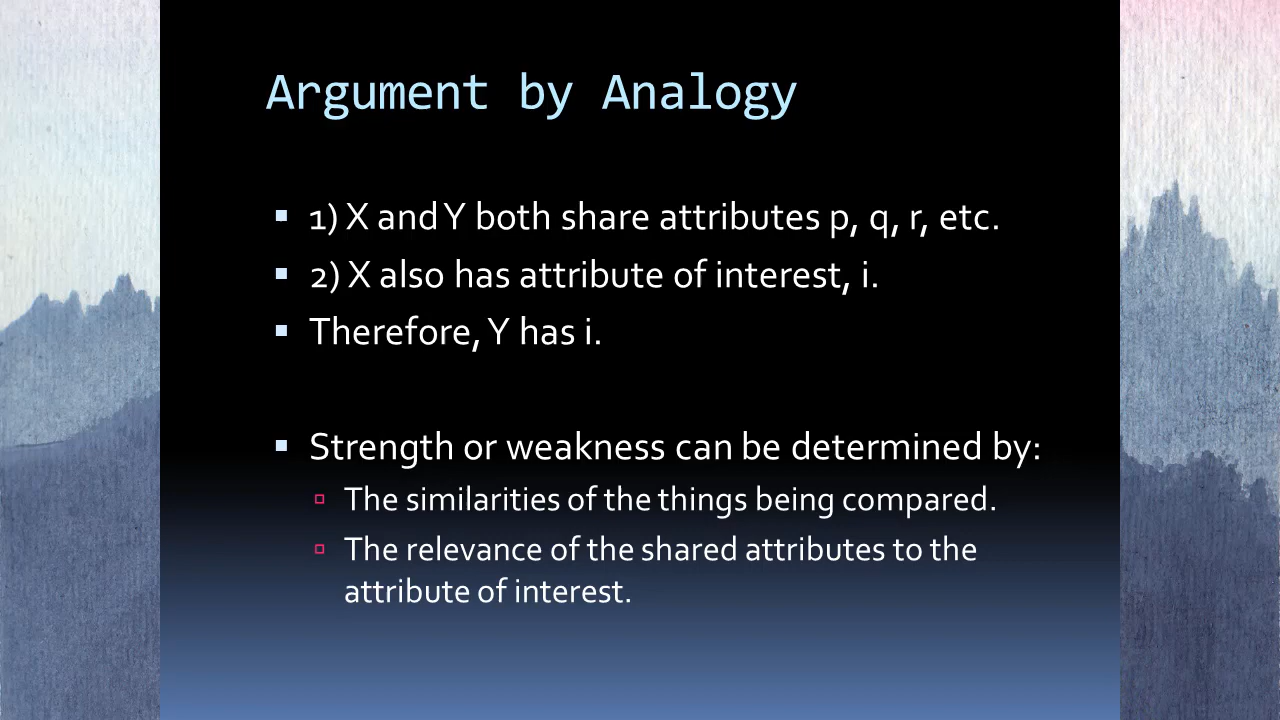 Argument by Analogy
1) X and Y both share attributes p, q, r, etc.
2) X also has attribute of interest, i.
Therefore, Y has i.
Strength or weakness can be determined by:
The similarities of the things being compared.
The relevance of the shared attributes to the
attribute of interest.